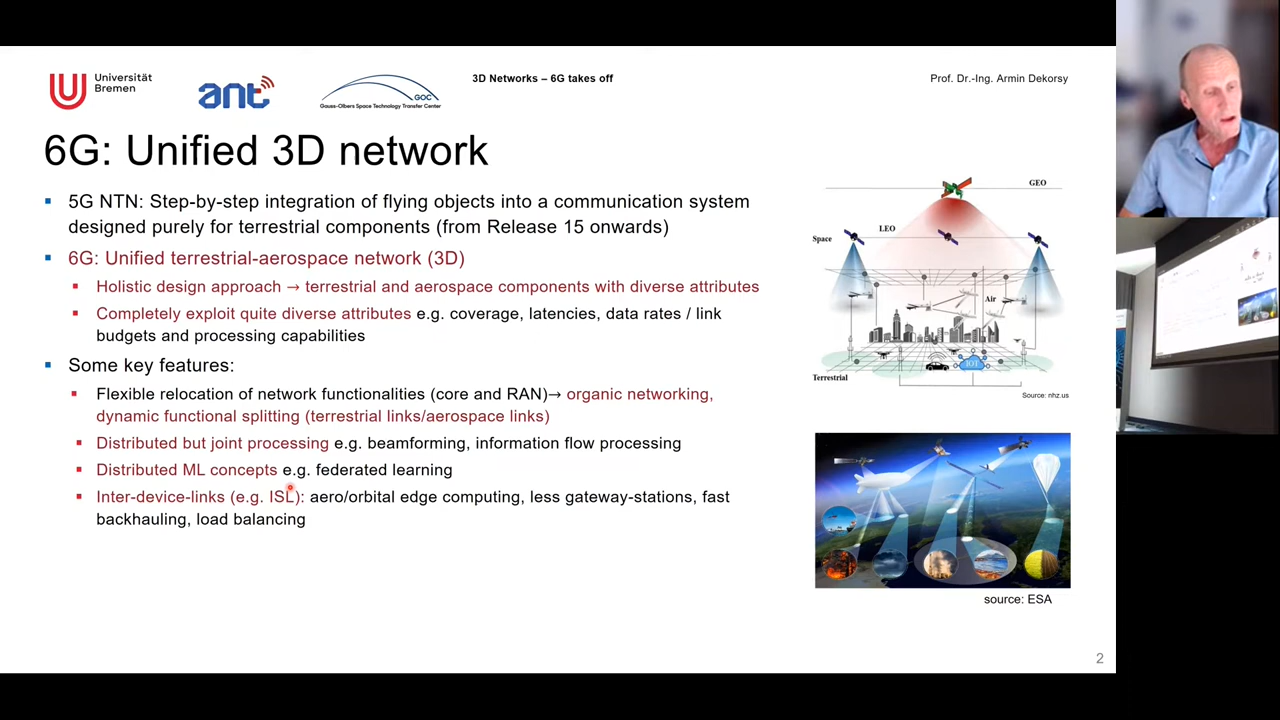 Universität
Bremen
ant
GOC
Gauss-Olbers Space Technology Transfer Center
3D Networks – 6G takes off
Prof. Dr.-Ing. Armin Dekorsy
6G: Unified 3D network
5G NTN: Step-by-step integration of flying objects into a communication system
designed purely for terrestrial components (from Release 15 onwards)
6G: Unified terrestrial-aerospace network (3D)
Holistic design approach → terrestrial and aerospace components with diverse attributes
Completely exploit quite diverse attributes e.g. coverage, latencies, data rates / link
budgets and processing capabilities
Some key features:
Flexible relocation of network functionalities (core and RAN)→ organic networking,
dynamic functional splitting (terrestrial links/aerospace links)
Distributed but joint processing e.g. beamforming, information flow processing
Distributed ML concepts e.g. federated learning
Inter-device-links (e.g. ISL): aero/orbital edge computing, less gateway-stations, fast
backhauling, load balancing
GEO
LEO
Space
Air
IOT
Terrestrial
Source: nhz.us
source: ESA
2